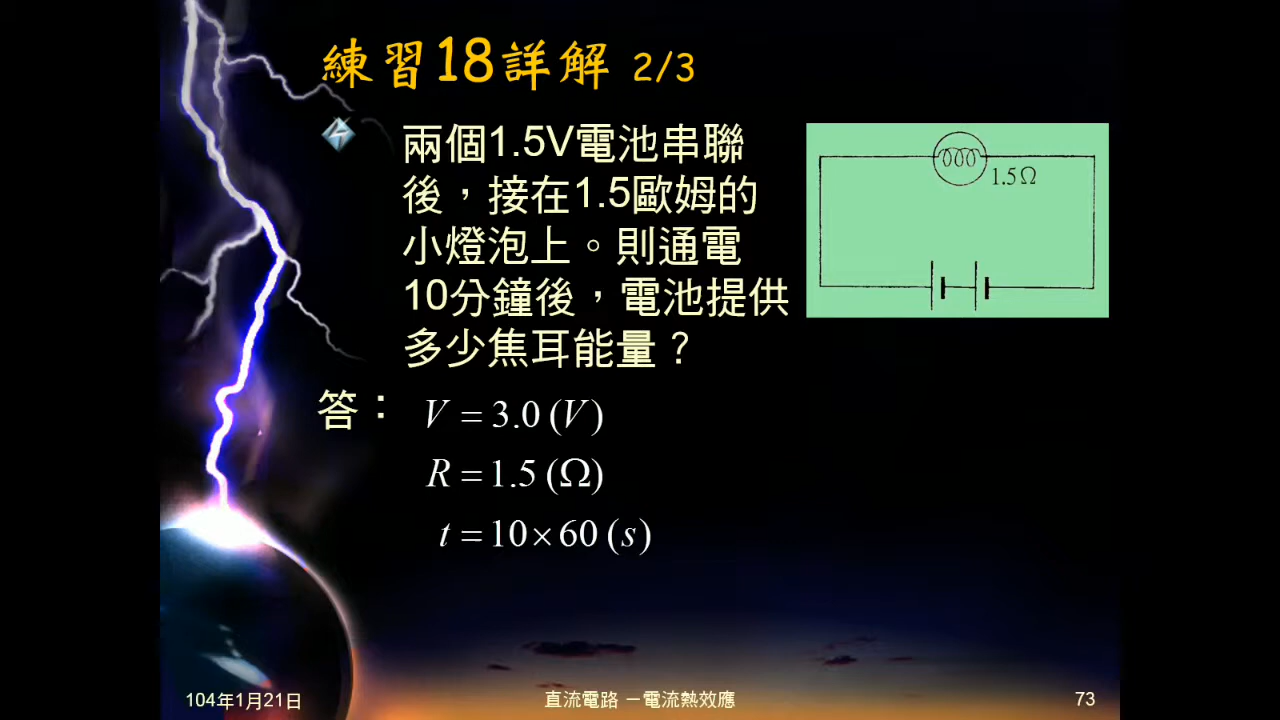 練習18詳解 2/3
兩個1.5V電池串聯
後，接在1.5歐姆的
小燈泡上。則通電
10分鐘後，電池提供
多少焦耳能量？
1.5Ω
答：
V = 3.0 (V)
R = 1.5 (Ω)
t = 10×60 (s)
104年1月21日
直流電路 －電流熱效應
73